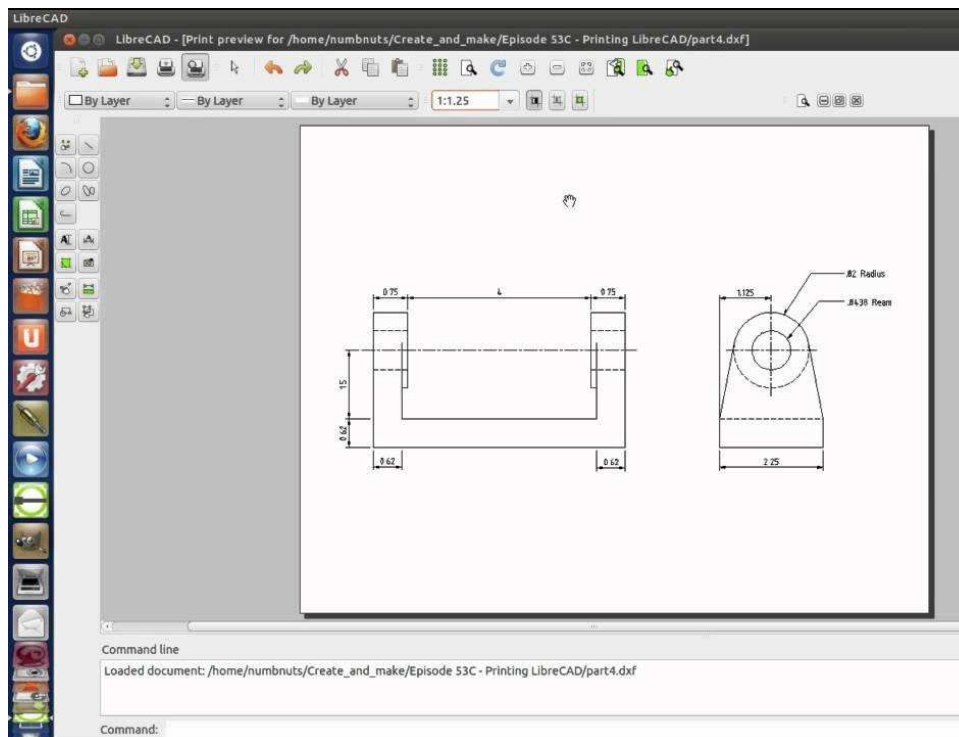 LibreCAD
LibreCAD - [Print preview for /home/numbnuts/Create_and_make/Episode 53C - Printing LibreCAD/part4.dxf]
By Layer
By Layer
By Layer
1:1.25
.82 Radius
0.75
4
0.75
1.125
.8438 Ream
15
0.62
0.62
0.62
2.25
Command line
Loaded document: /home/numbnuts/Create_and_make/Episode 53C - Printing LibreCAD/part4.dxf
Command: